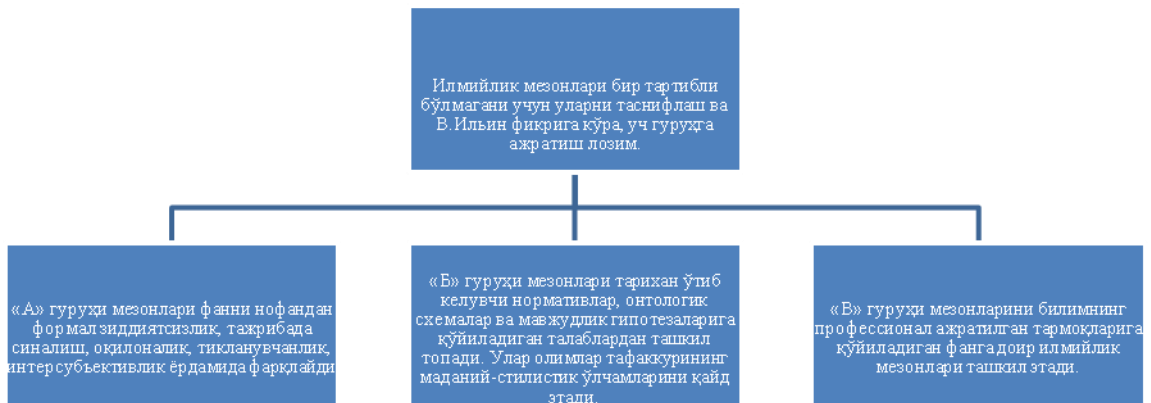 Илмийлик мезонлари бир тартибли
бўлмагани учун уларни таснифлаш ва
В.Ильин фикрига кўра, уч гуруҳга
ажратиш лозим.
«А» гуруҳи мезонлари фанни нофандан
формал зиддиятсизлик, тажрибада
синалиш, оқилоналик, тикланувчанлик,
интерсубъективлик ёрдамида фарқлайди
«Б» гуруҳи мезонлари тарихан ўтиб
келувчи нормативлар, онтологик
схемалар ва мавжудлик гипотезаларига
қўйиладиган талаблардан ташкил
топади. Улар олимлар тафаккурининг
маданий-стилистик ўлчамларини қайд
этади.
«В» гуруҳи мезонларини билимнинг
профессионал ажратилган тармоқларига
қўйиладиган фанга доир илмийлик
мезонлари ташкил этади.